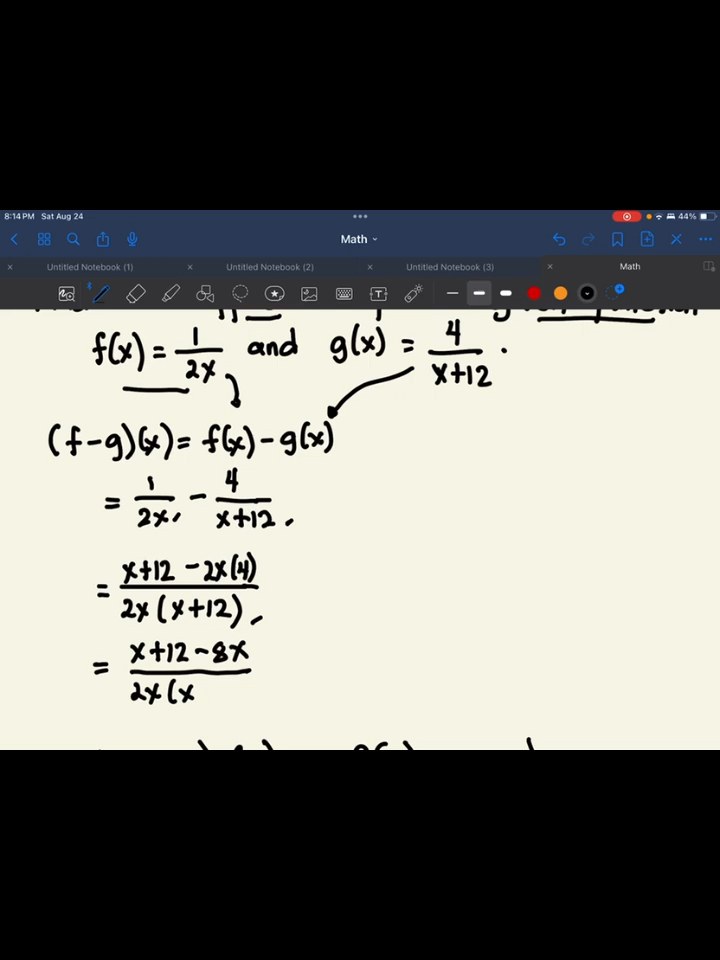 8:14 PM Sat Aug 24 44%
Math
Untitled Notebook (1) Untitled Notebook (2) Untitled Notebook (3) Math
f(x) = 1/2x and g(x) = 4/x+12 .
(f-g)(x) = f(x) - g(x)
= 1/2x - 4/x+12
= x+12 - 2x(4)/2x(x+12)
= x+12-8x/2x(x